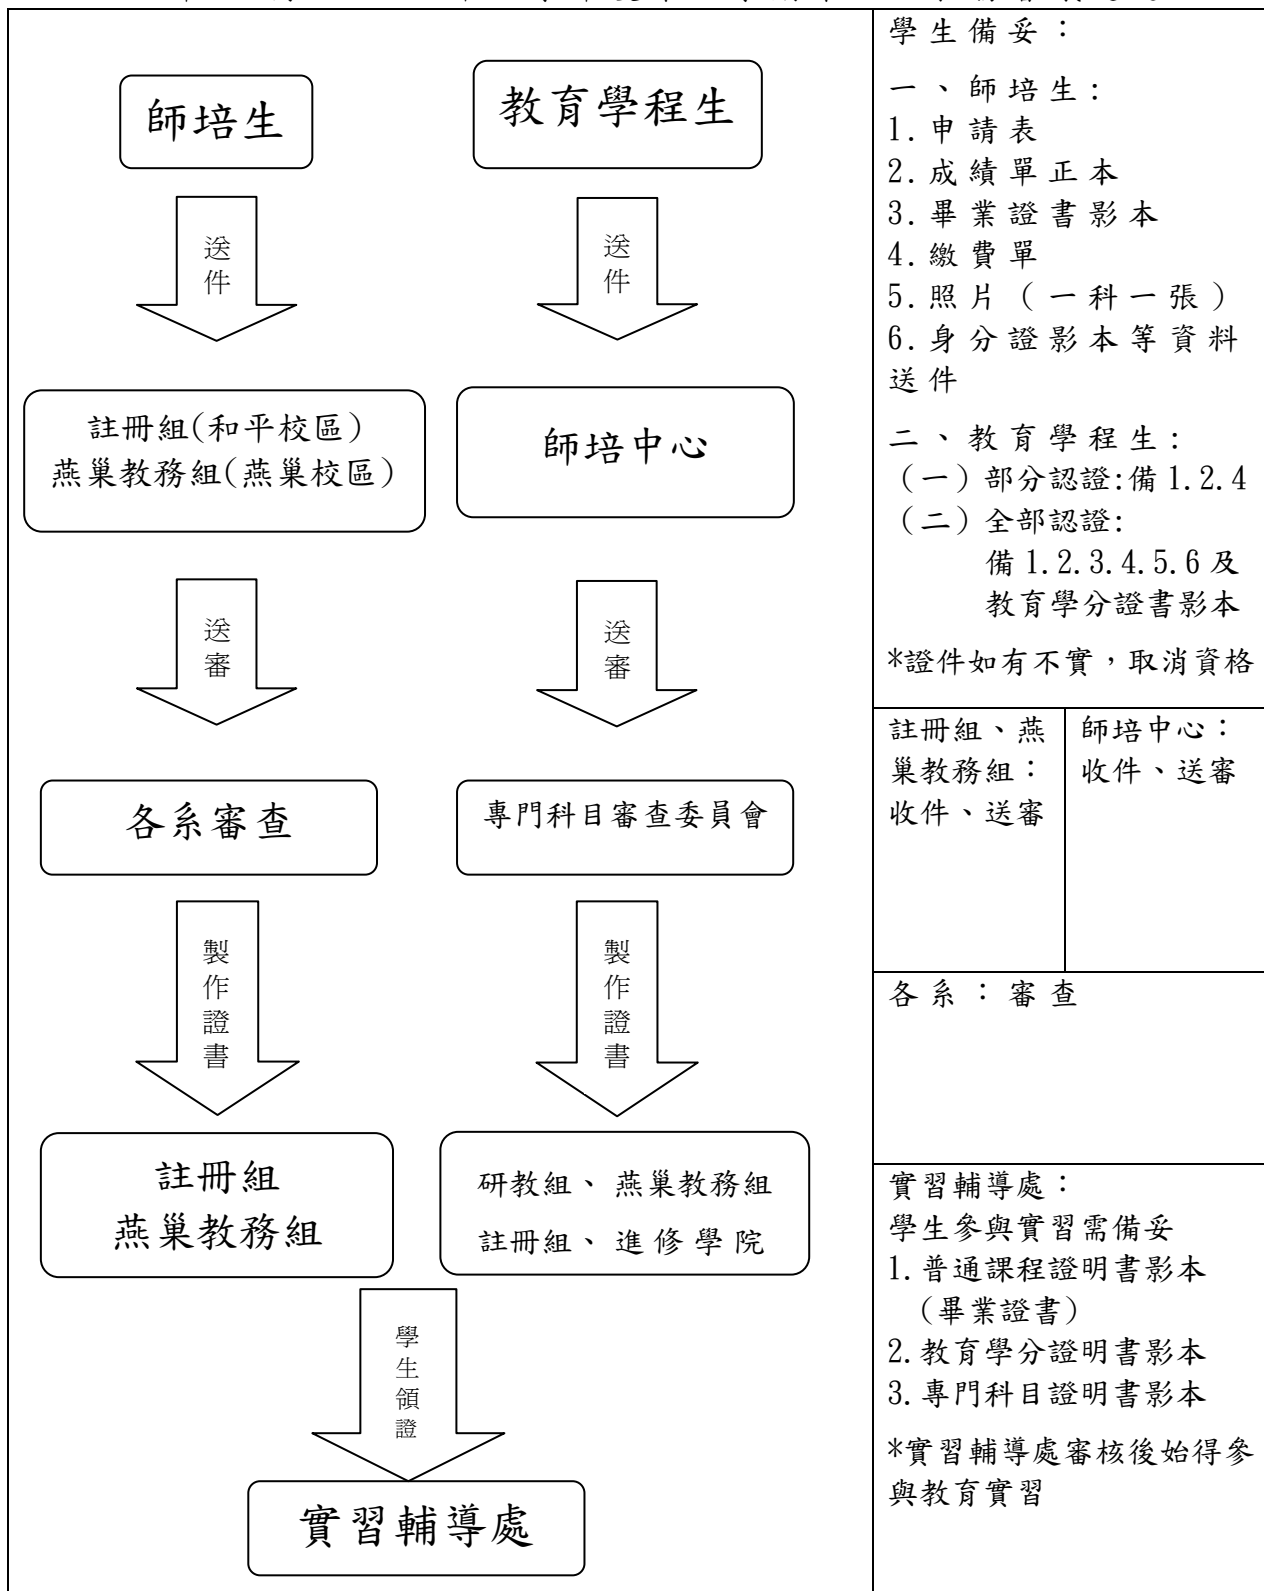 師培生
教育學程生
送件
送件
註冊組(和平校區)
燕巢教務組(燕巢校區)
師培中心
送審
送審
各系審查
專門科目審查委員會
製作證書
製作證書
註冊組
燕巢教務組
研教組、燕巢教務組
註冊組、進修學院
學生領證
實習輔導處
學生備妥：
一、師培生:
1.申請表
2.成績單正本
3.畢業證書影本
4.繳費單
5.照片（一科一張）
6.身分證影本等資料
送件
二、教育學程生:
（一）部分認證:備1.2.4
（二）全部認證:
備1.2.3.4.5.6及
教育學分證書影本
*證件如有不實，取消資格
註冊組、燕
巢教務組：
收件、送審
師培中心：
收件、送審
各系：審查
實習輔導處：
學生參與實習需備妥
1.普通課程證明書影本
(畢業證書)
2.教育學分證明書影本
3.專門科目證明書影本
*實習輔導處審核後始得參
與教育實習